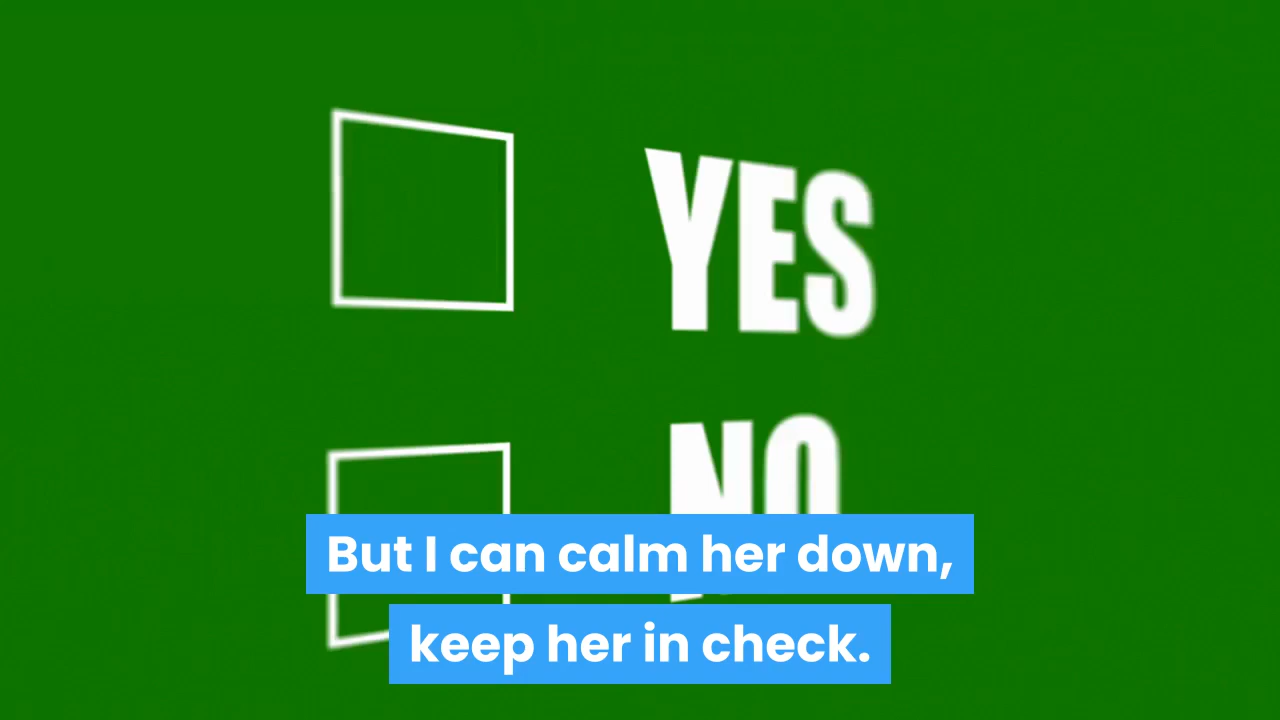 YES
NO
But I can calm her down,
keep her in check.